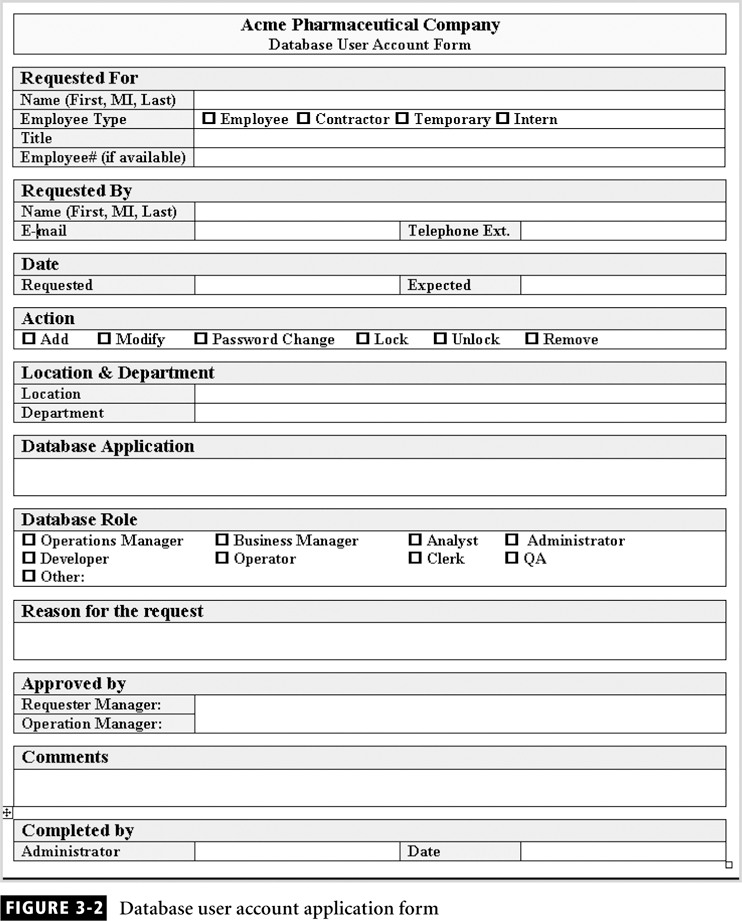 Acme Pharmaceutical Company
Database User Account Form
Requested For
Name (First, MI, Last)
Employee Type Employee Contractor Temporary Intern
Title
Employee# (if available)
Requested By
Name (First, MI, Last)
E-mail Telephone Ext.
Date
Requested Expected
Action
Add Modify Password Change Lock Unlock Remove
Location & Department
Location
Department
Database Application
Database Role
Operations Manager Business Manager Analyst Administrator
Developer Operator Clerk QA
Other:
Reason for the request
Approved by
Requester Manager:
Operation Manager:
Comments
Completed by
Administrator Date
FIGURE 3-2 Database user account application form